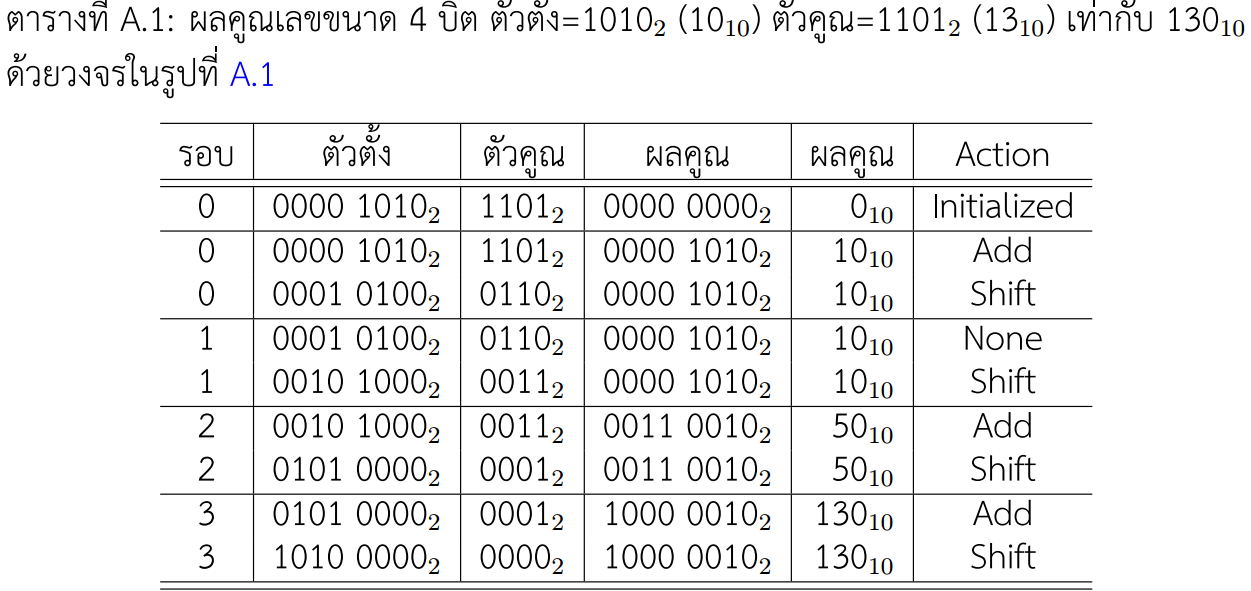 ตารางที่ A.1: ผลคูณเลขขนาด 4 บิต ตัวตั้ง=1010₂ (10₁₀) ตัวคูณ=1101₂ (13₁₀) เท่ากับ 130₁₀
ด้วยวงจรในรูปที่ A.1
รอบ ตัวตั้ง ตัวคูณ ผลคูณ ผลคูณ Action
0 0000 1010₂ 1101₂ 0000 0000₂ 0₁₀ Initialized
0 0000 1010₂ 1101₂ 0000 1010₂ 10₁₀ Add
0 0001 0100₂ 0110₂ 0000 1010₂ 10₁₀ Shift
1 0001 0100₂ 0110₂ 0000 1010₂ 10₁₀ None
1 0010 1000₂ 0011₂ 0000 1010₂ 10₁₀ Shift
2 0010 1000₂ 0011₂ 0011 0010₂ 50₁₀ Add
2 0101 0000₂ 0001₂ 0011 0010₂ 50₁₀ Shift
3 0101 0000₂ 0001₂ 1000 0010₂ 130₁₀ Add
3 1010 0000₂ 0000₂ 1000 0010₂ 130₁₀ Shift